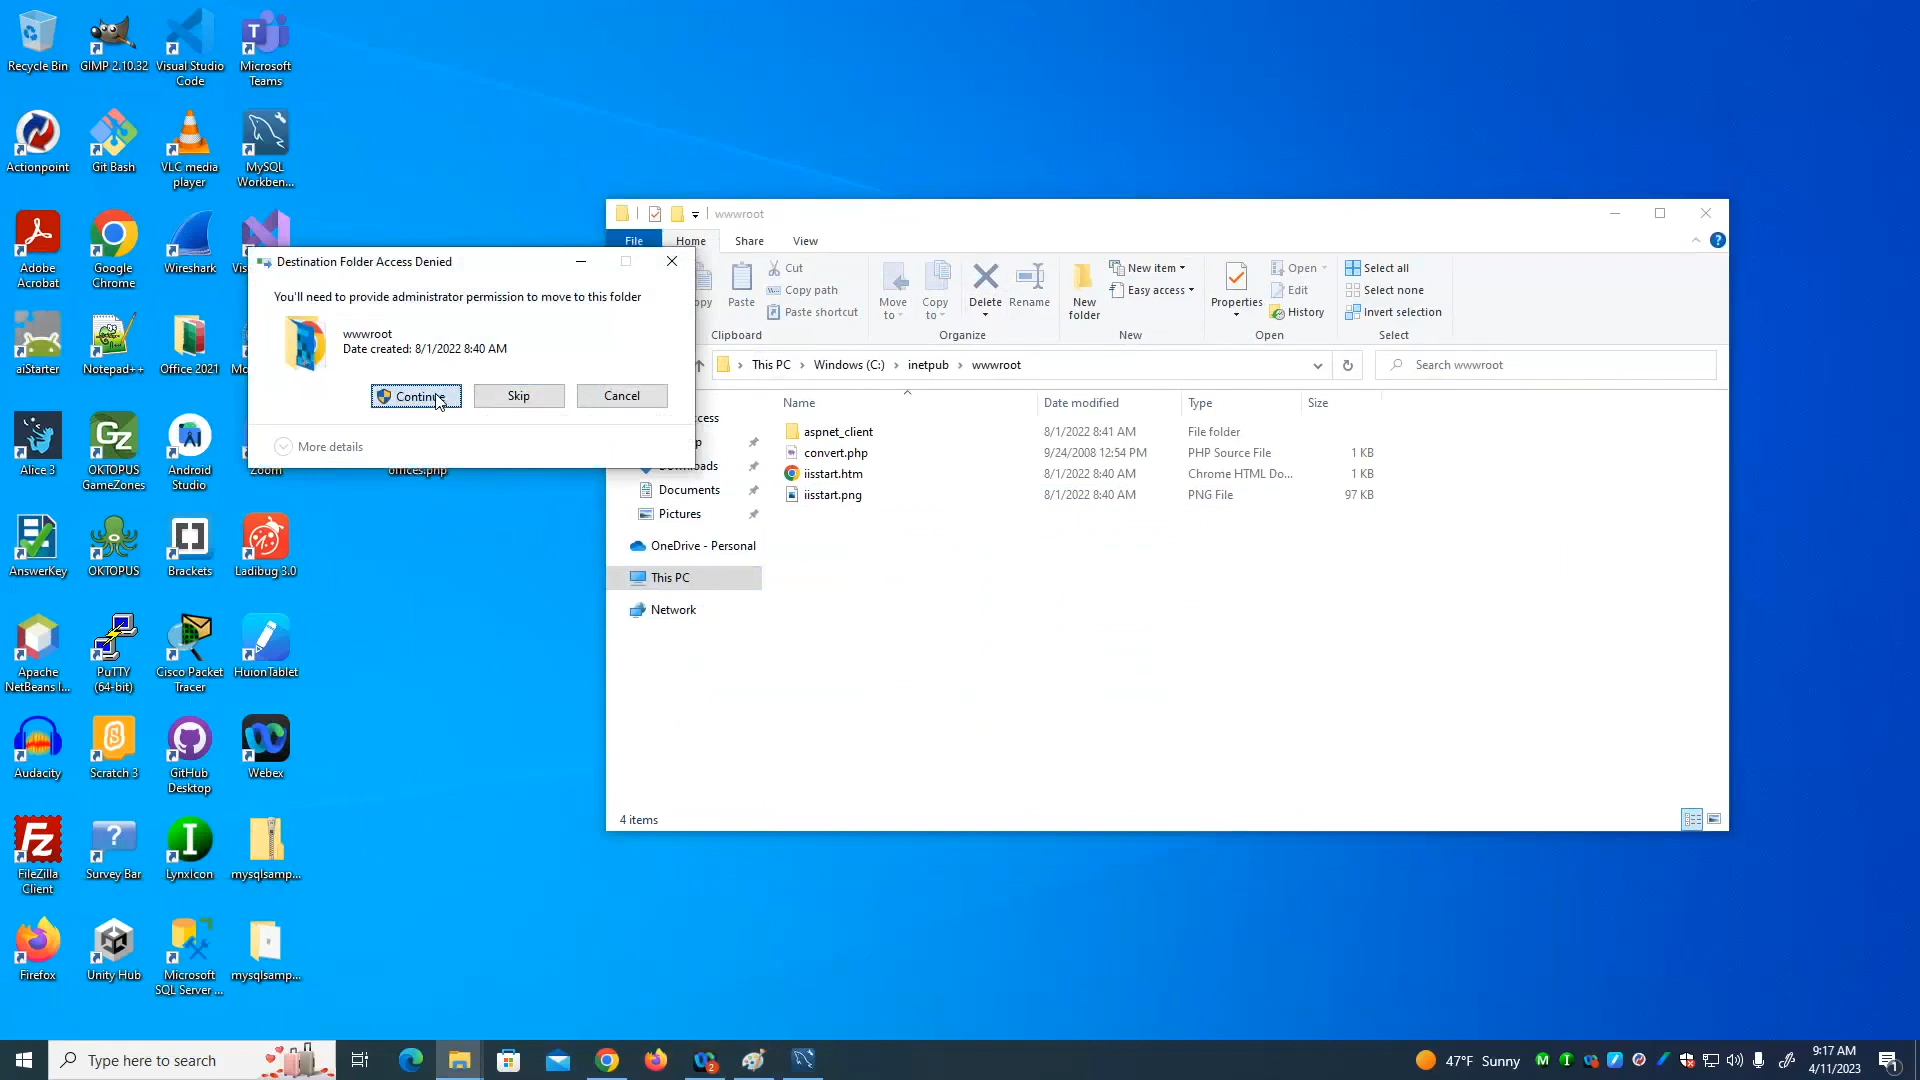 Recycle Bin
GIMP 2.10.32
Visual Studio
Code
Microsoft
Teams
Actionpoint
Git Bash
VLC media
player
MySQL
Workben...
Adobe
Acrobat
Google
Chrome
Wireshark
aiStarter
Notepad++
Office 2021
Alice 3
OKTOPUS
GameZones
Android
Studio
Zoom
offices.php
AnswerKey
OKTOPUS
Brackets
Ladibug 3.0
Apache
NetBeans I...
PuTTY
(64-bit)
Cisco Packet
Tracer
HuionTablet
Audacity
Scratch 3
GitHub
Desktop
Webex
FileZilla
Client
Survey Bar
LynxIcon
mysqlsamp...
Firefox
Unity Hub
Microsoft
SQL Server ...
mysqlsamp...
Destination Folder Access Denied
You'll need to provide administrator permission to move to this folder
wwwroot
Date created: 8/1/2022 8:40 AM
Continue
Skip
Cancel
More details
wwwroot
File
Home
Share
View
Paste
Cut
Copy path
Paste shortcut
Clipboard
Move
to
Copy
to
Delete
Rename
Organize
New
folder
New item
Easy access
New
Properties
Open
Edit
History
Open
Select all
Select none
Invert selection
Select
This PC
Windows (C:)
inetpub
wwwroot
Search wwwroot
Name
Date modified
Type
Size
aspnet_client
8/1/2022 8:41 AM
File folder
convert.php
9/24/2008 12:54 PM
PHP Source File
1 KB
iisstart.htm
8/1/2022 8:40 AM
Chrome HTML Do...
1 KB
iisstart.png
8/1/2022 8:40 AM
PNG File
97 KB
Documents
Pictures
OneDrive - Personal
This PC
Network
4 items
Type here to search
47°F Sunny
9:17 AM
4/11/2023